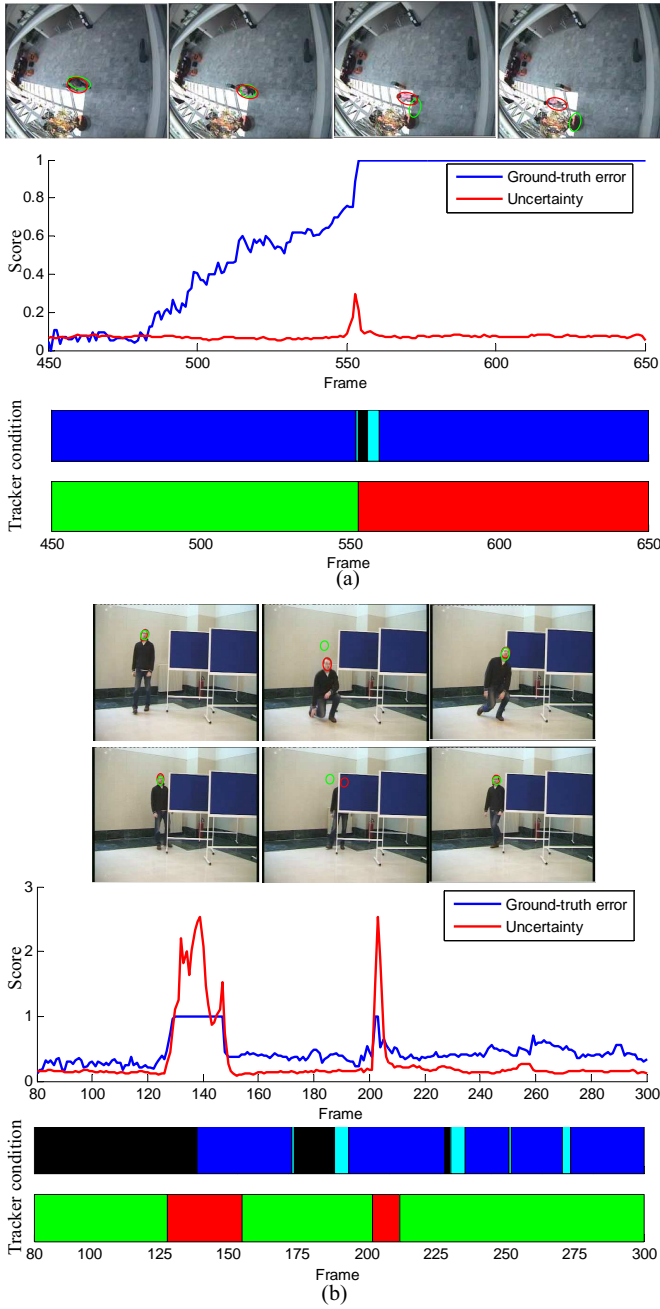 1
0.8
0.6
0.4
0.2
0
Score
Ground-truth error
Uncertainty
450 500 550 600 650
Frame
Tracker condition
450 500 550 600 650
Frame
(a)
3
2
1
0
Score
Ground-truth error
Uncertainty
80 100 120 140 160 180 200 220 240 260 280 300
Frame
Tracker condition
Tracker condition
80 100 125 150 175 200 225 250 275 300
Frame
(b)